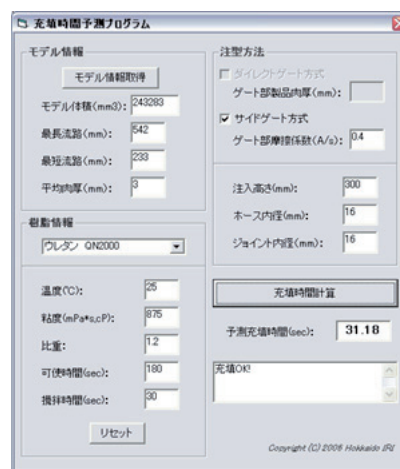 充填時間予測プログラム
モデル情報
モデル情報取得
モデル体積(mm3): 243283
最長流路(mm): 542
最短流路(mm): 233
平均肉厚(mm): 3
樹脂情報
ウレタン QN2000
温度(℃): 25
粘度(mPa*s,cP): 875
比重: 1.2
可使時間(sec): 180
攪拌時間(sec): 30
リセット
注型方法
ダイレクトゲート方式
ゲート部製品肉厚(mm):
サイドゲート方式
ゲート部摩擦係数(A/s): 0.4
注入高さ(mm): 300
ホース内径(mm): 16
ジョイント内径(mm): 16
充填時間計算
予測充填時間(sec): 31.18
充填OK!
Copyright (C) 2006 Hokkaido IRI